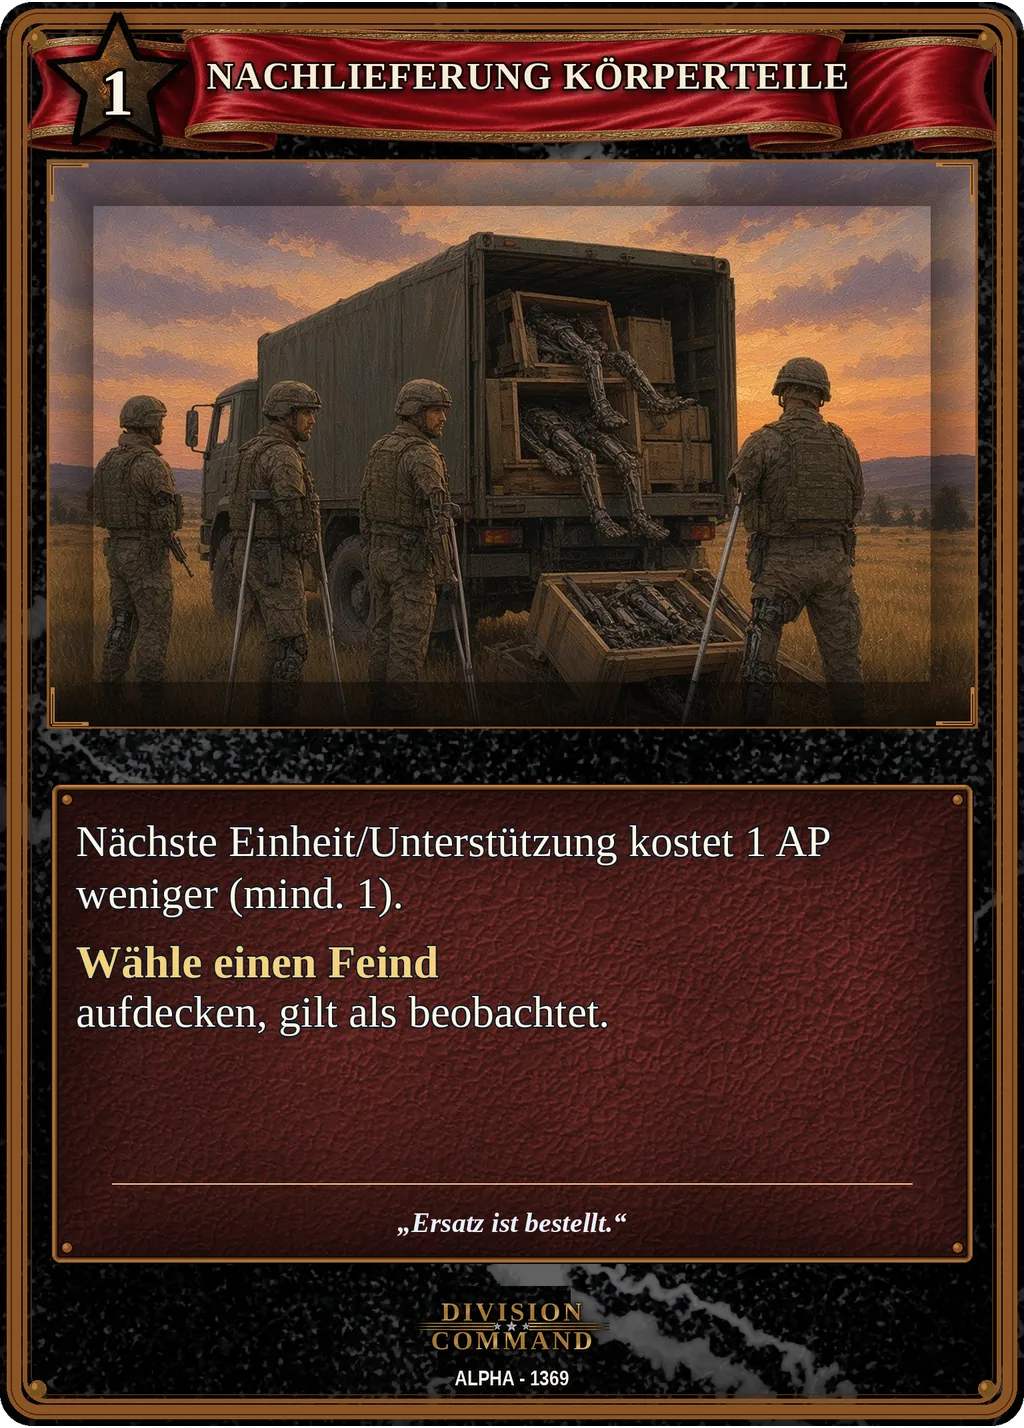 1
NACHLIEFERUNG KÖRPERTEILE
Nächste Einheit/Unterstützung kostet 1 AP
weniger (mind. 1).
Wähle einen Feind
aufdecken, gilt als beobachtet.
„Ersatz ist bestellt.“
DIVISION
COMMAND
ALPHA - 1369